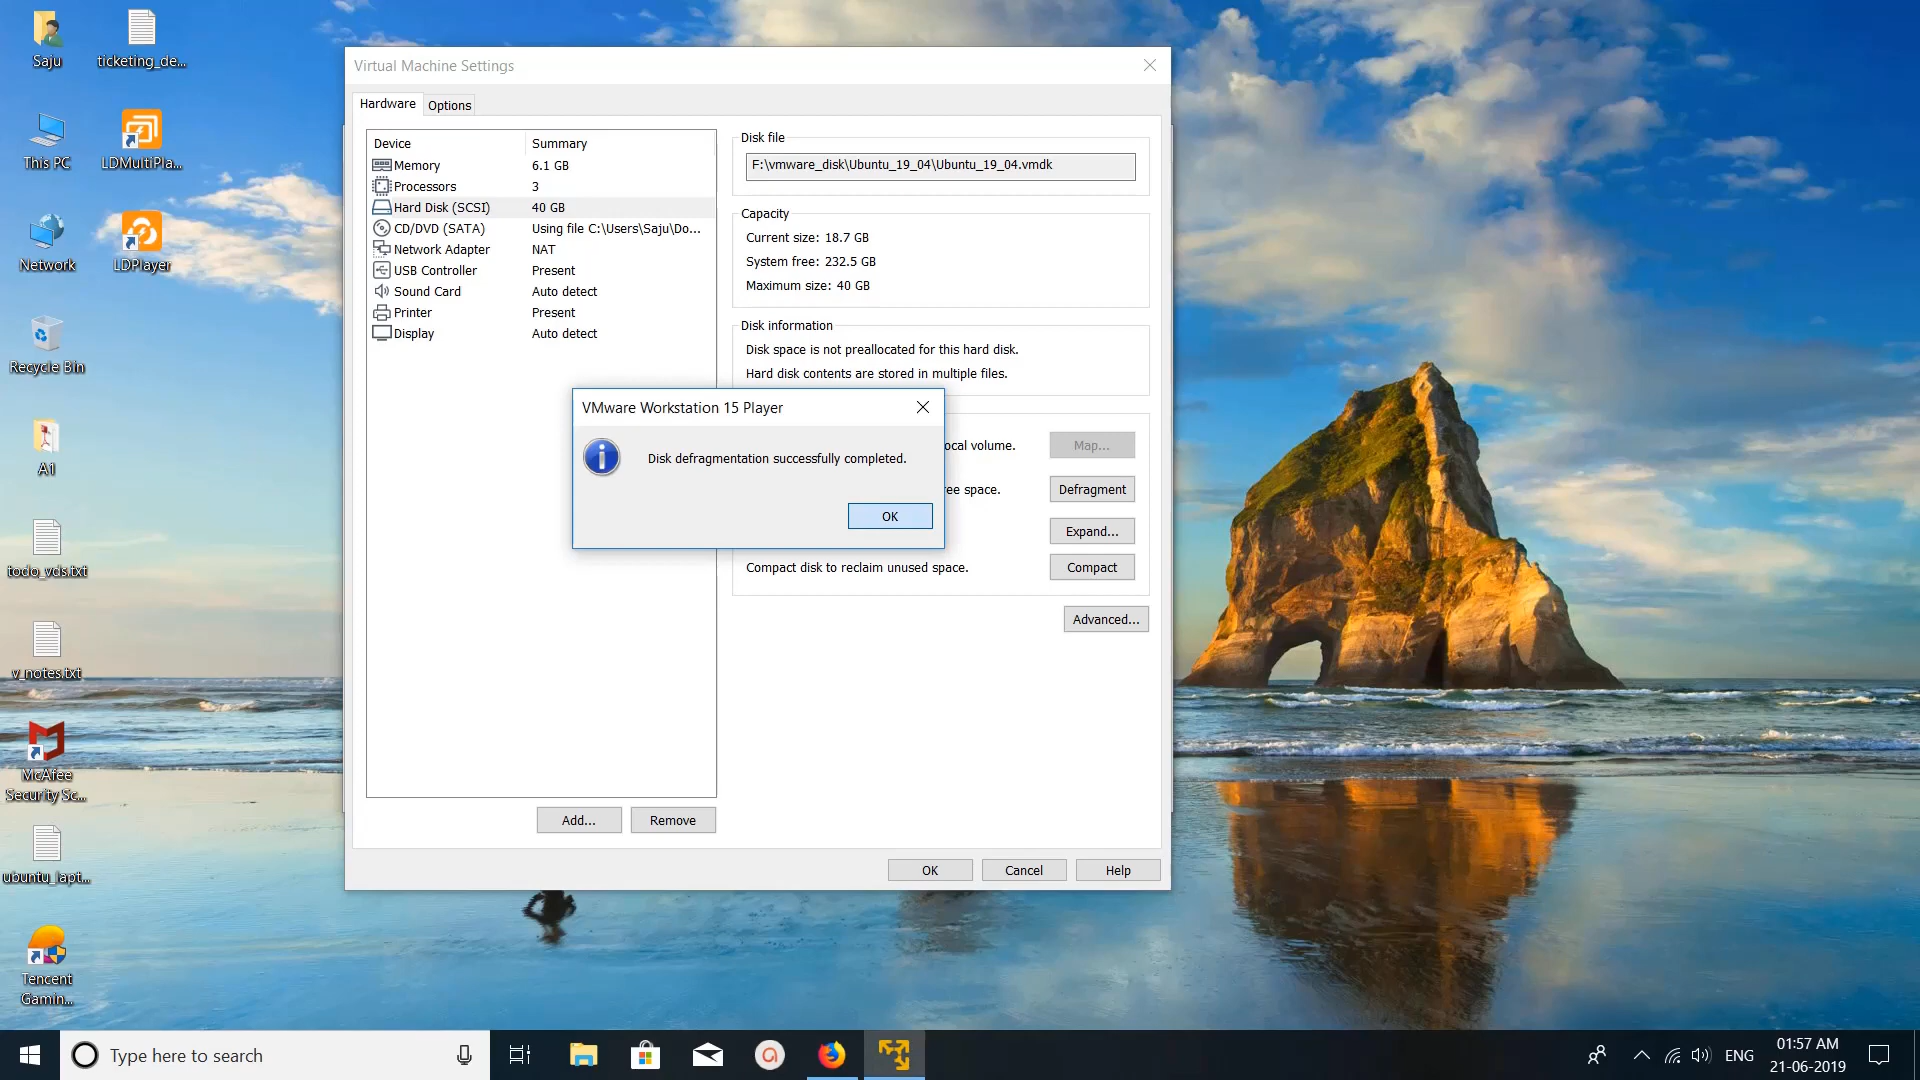 Saju
ticketing_de...
This PC
LDMultiPla...
Network
LDPlayer
Recycle Bin
A1
todo_vds.txt
v_notes.txt
McAfee
Security Sc...
ubuntu_lapt...
Tencent
Gamin...
Virtual Machine Settings
Hardware
Options
Device Summary
Memory 6.1 GB
Processors 3
Hard Disk (SCSI) 40 GB
CD/DVD (SATA) Using file C:\Users\Saju\Do...
Network Adapter NAT
USB Controller Present
Sound Card Auto detect
Printer Present
Display Auto detect
Add...
Remove
Disk file
F:\vmware_disk\Ubuntu_19_04\Ubuntu_19_04.vmdk
Capacity
Current size: 18.7 GB
System free: 232.5 GB
Maximum size: 40 GB
Disk information
Disk space is not preallocated for this hard disk.
Hard disk contents are stored in multiple files.
ocal volume.
Map...
ee space.
Defragment
Expand...
Compact disk to reclaim unused space.
Compact
Advanced...
VMware Workstation 15 Player
Disk defragmentation successfully completed.
OK
OK
Cancel
Help
Type here to search
ENG
01:57 AM
21-06-2019